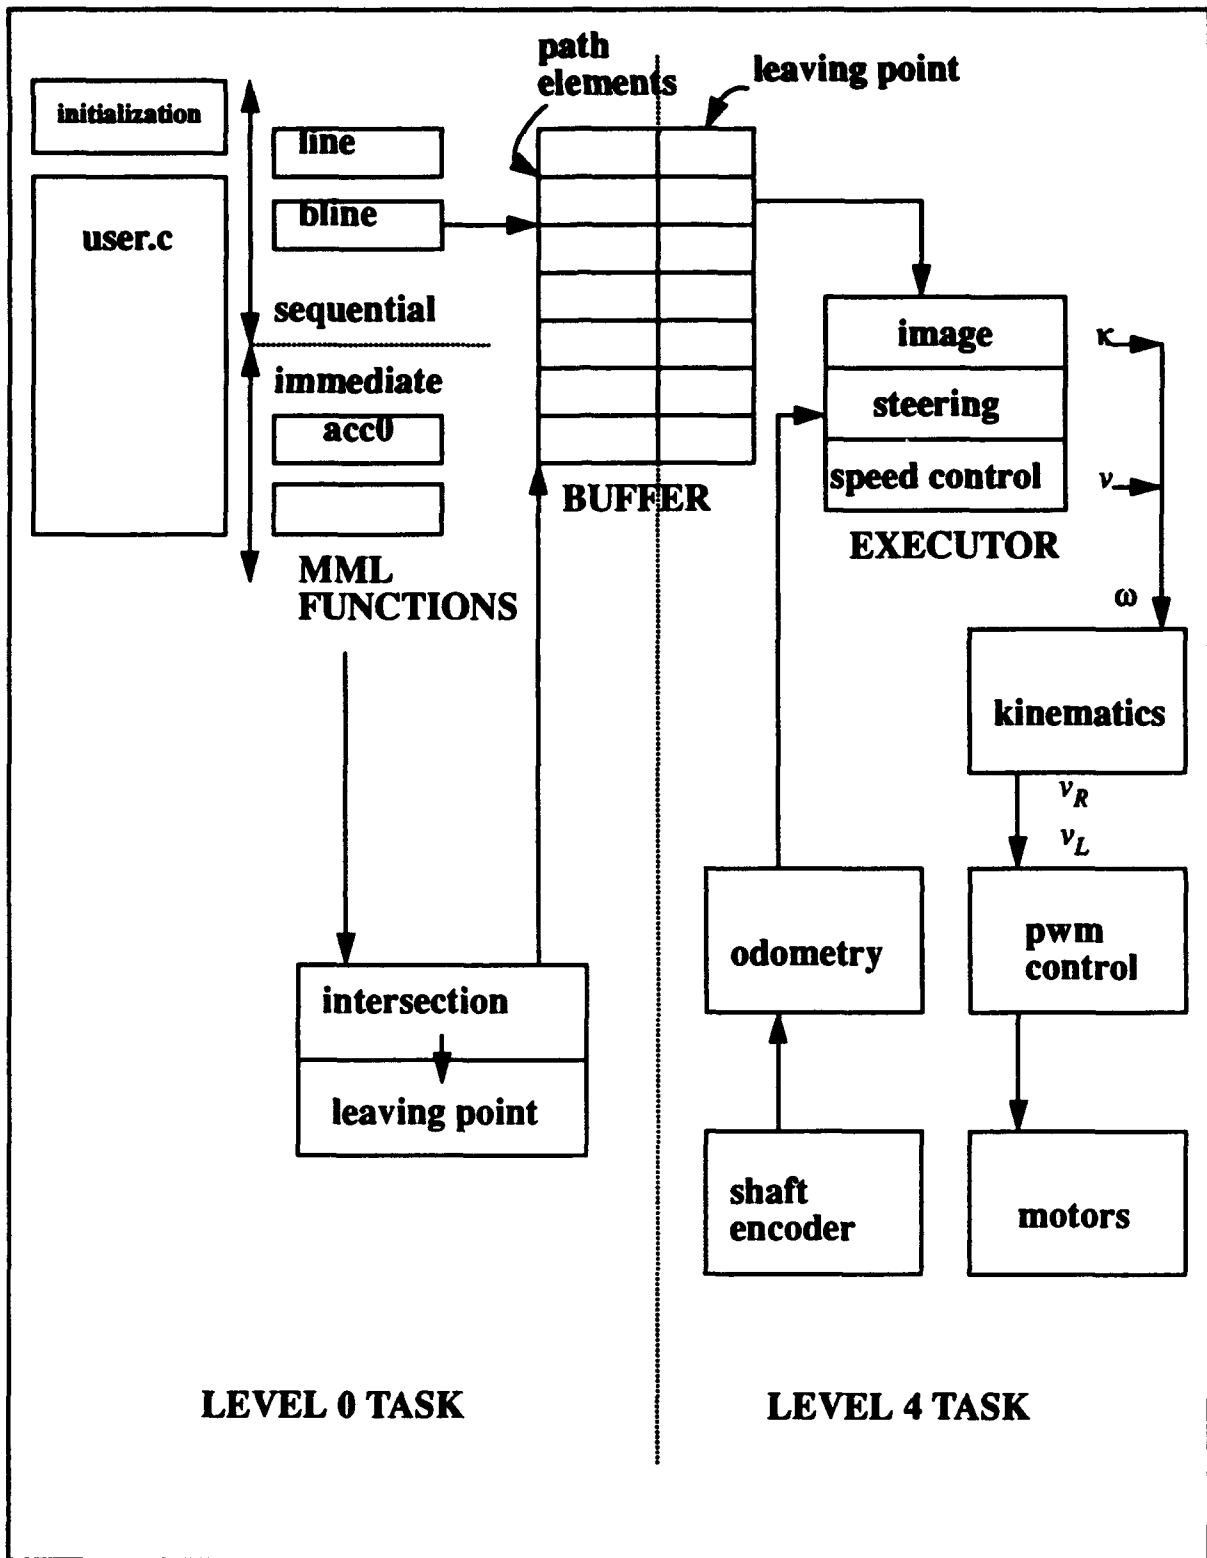 path
elements
leaving point
initialization
line
bline
user.c
sequential
immediate
acc0
MML
FUNCTIONS
BUFFER
image
steering
speed control
EXECUTOR
κ
v
ω
kinematics
v_R
v_L
odometry
pwm
control
intersection
leaving point
shaft
encoder
motors
LEVEL 0 TASK
LEVEL 4 TASK